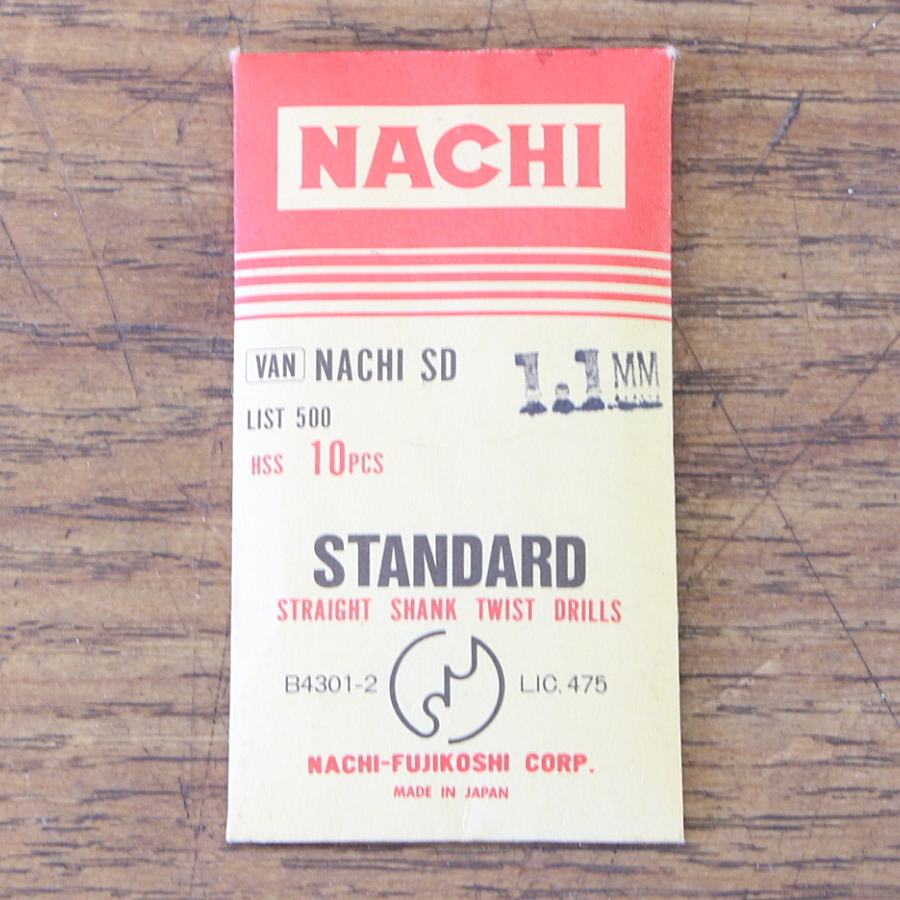 NACHI
VAN NACHI SD 1.1 MM
LIST 500
HSS 10PCS
STANDARD
STRAIGHT SHANK TWIST DRILLS
B4301-2 LIC. 475
NACHI-FUJIKOSHI CORP.
MADE IN JAPAN